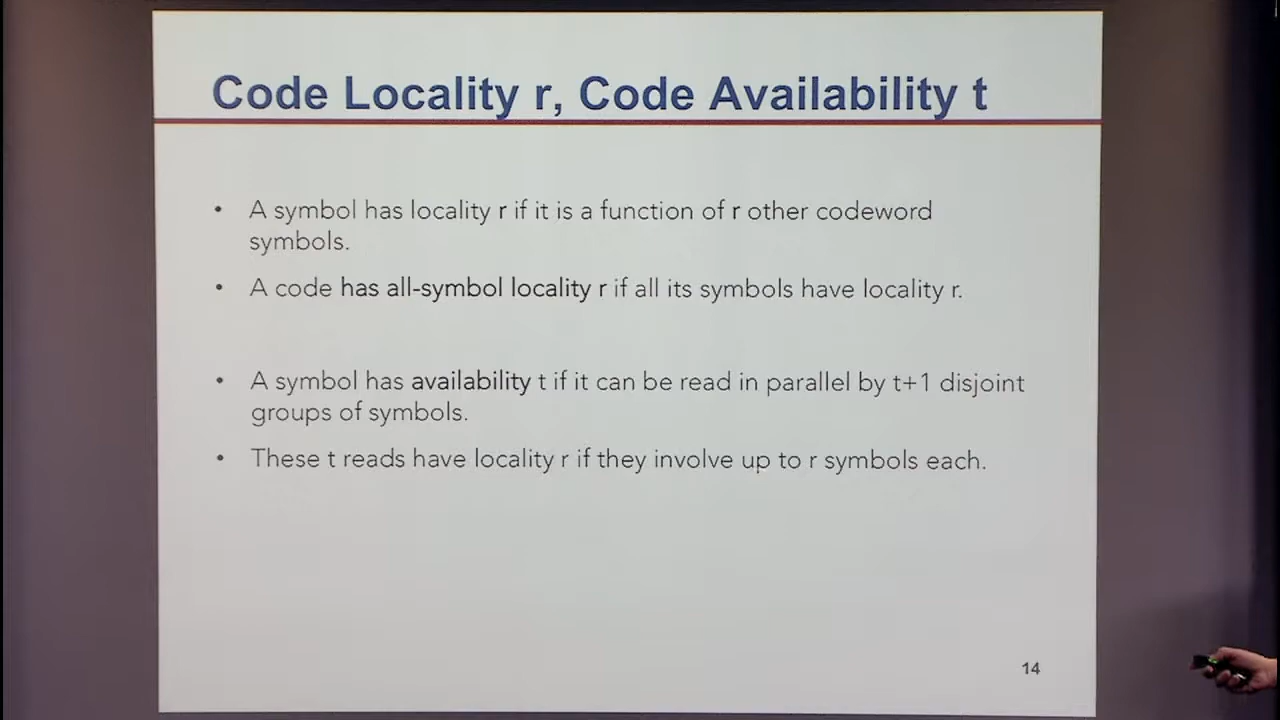 Code Locality r, Code Availability t
• A symbol has locality r if it is a function of r other codeword
symbols.
• A code has all-symbol locality r if all its symbols have locality r.
• A symbol has availability t if it can be read in parallel by t+1 disjoint
groups of symbols.
• These t reads have locality r if they involve up to r symbols each.
14